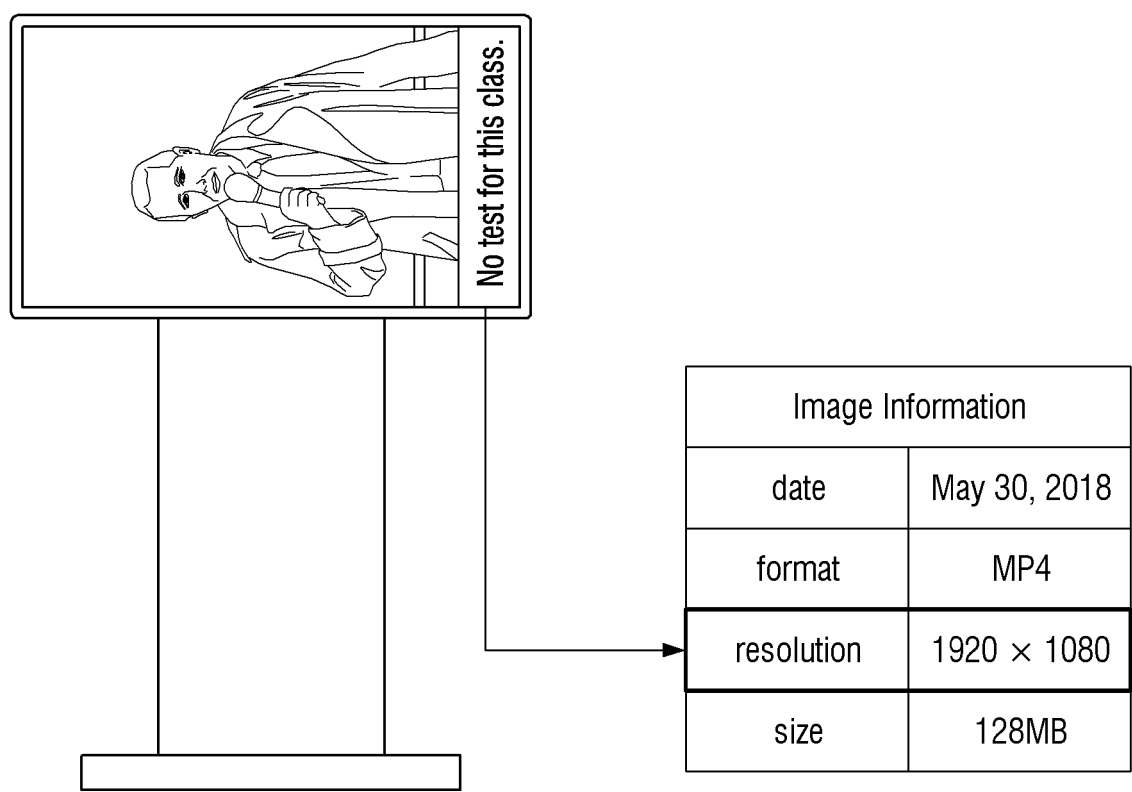 No test for this class.
Image Information
date May 30, 2018
format MP4
resolution 1920 × 1080
size 128MB